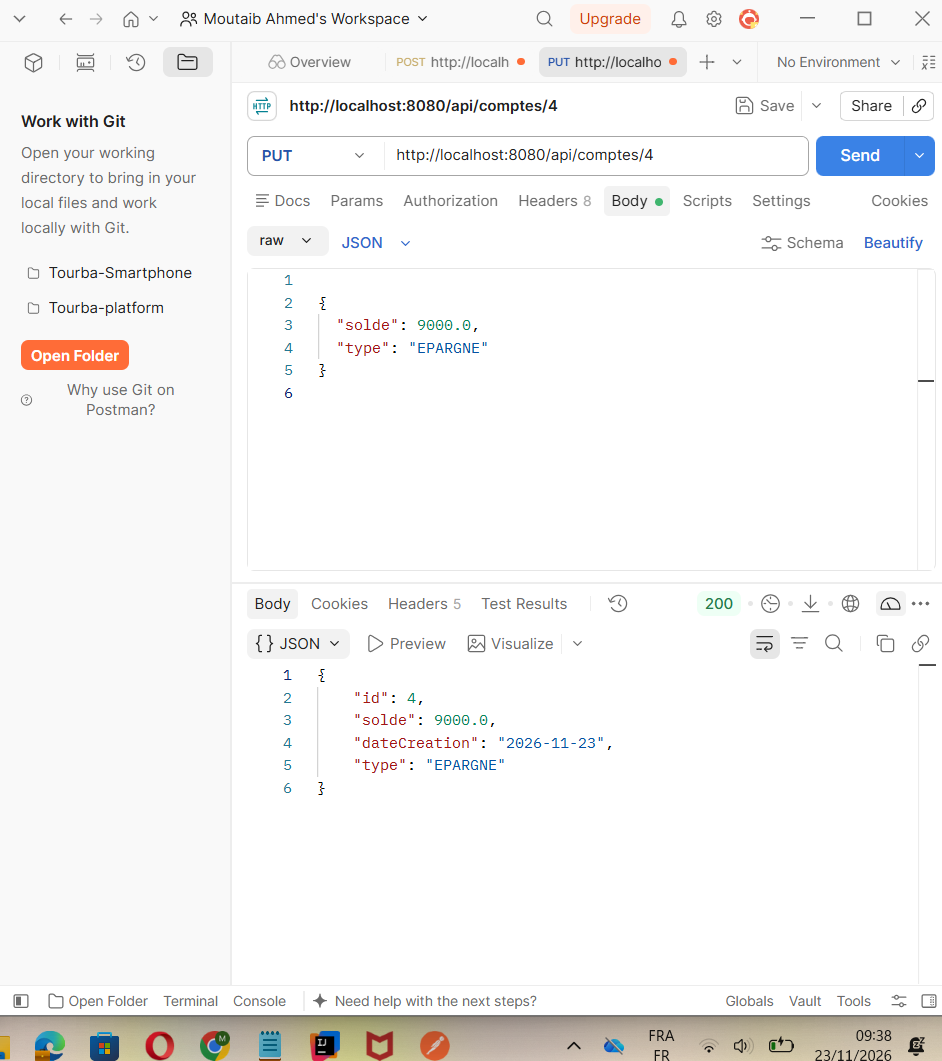 Moutaib Ahmed's Workspace
Upgrade
Overview
POST http://localh
PUT http://localho
No Environment
Work with Git
Open your working
directory to bring in your
local files and work
locally with Git.
Tourba-Smartphone
Tourba-platform
Open Folder
Why use Git on
Postman?
HTTP
http://localhost:8080/api/comptes/4
Save
Share
PUT
http://localhost:8080/api/comptes/4
Send
Docs
Params
Authorization
Headers 8
Body
Scripts
Settings
Cookies
raw
JSON
Schema
Beautify
1
2 {
3 "solde": 9000.0,
4 "type": "EPARGNE"
5 }
6
Body
Cookies
Headers 5
Test Results
200
{} JSON
Preview
Visualize
1 {
2 "id": 4,
3 "solde": 9000.0,
4 "dateCreation": "2026-11-23",
5 "type": "EPARGNE"
6 }
Open Folder
Terminal
Console
Need help with the next steps?
Globals
Vault
Tools
M
IJ
FRA
FR
09:38
23/11/2026